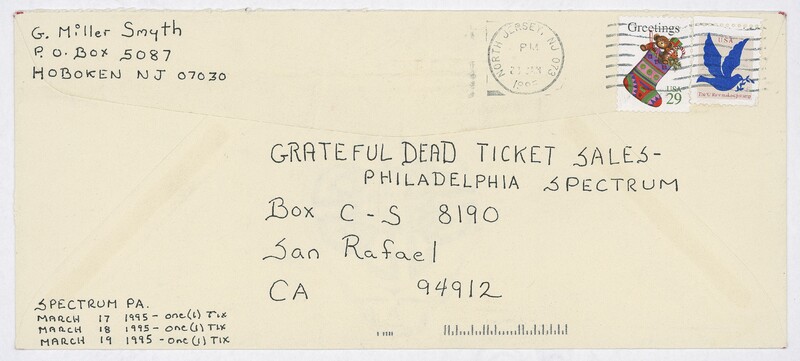 G. Miller Smyth
P.O. Box 5087
HOBOKEN NJ 07030
NORTH JERSEY, NJ 073
PM
1995
Greetings
USA
29
USA
GRATEFUL DEAD TICKET SALES-
PHILADELPHIA SPECTRUM
Box C-S 8190
San Rafael
CA 94912
SPECTRUM PA.
MARCH 17 1995 - one(1) TIX
MARCH 18 1995 - one(1) TIX
MARCH 19 1995 - one(1) TIX